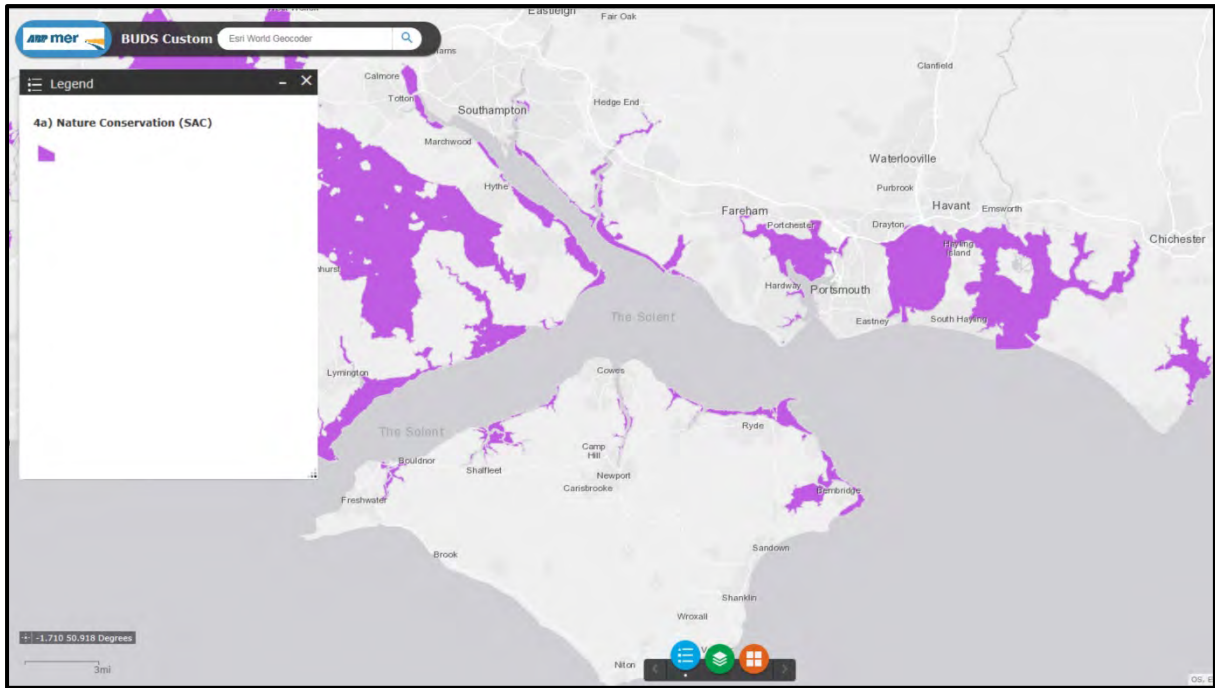 Eastleigh
Fair Oak
ABPmer
BUDS Custom
Esri World Geocoder
Clanfield
Legend
Calmore
Totton
Southampton
Hedge End
4a) Nature Conservation (SAC)
Marchwood
Waterlooville
Purbrook
Hythe
Fareham
Portchester
Drayton
Havant
Emsworth
Chichester
Hayling
Island
Hardway
Portsmouth
The Solent
Eastney
South Hayling
Lymington
Cowes
Ryde
The Solent
Camp
Hill
Bouldnor
Shalfleet
Newport
Carisbrooke
Freshwater
Bembridge
Brook
Sandown
Shanklin
Wroxall
-1.710 50.918 Degrees
3mi
Niton